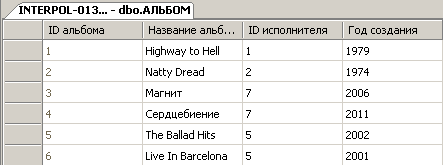 INTERPOL-013... - dbo.АЛЬБОМ
ID альбома Название альб... ID исполнителя Год создания
1 Highway to Hell 1 1979
2 Natty Dread 2 1974
3 Магнит 7 2006
4 Сердцебиение 7 2011
5 The Ballad Hits 5 2002
6 Live In Barcelona 5 2001